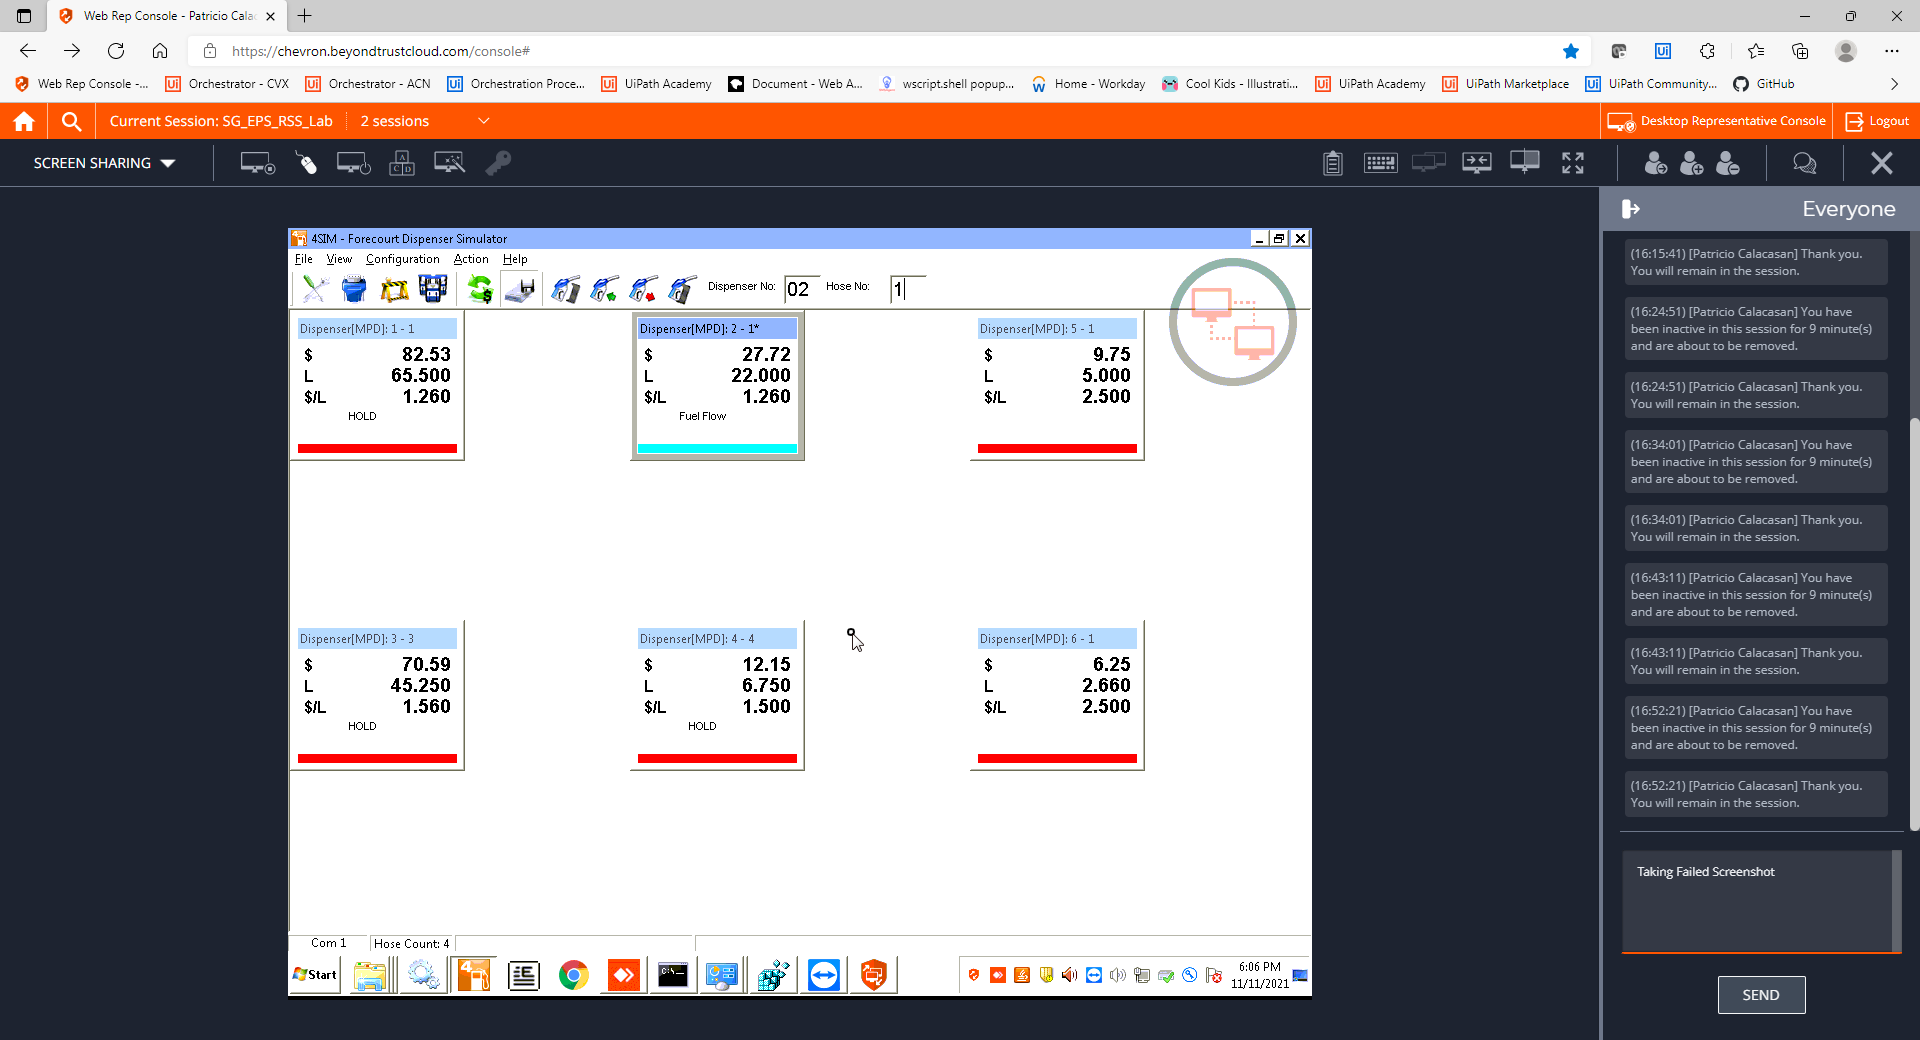 Web Rep Console - Patricio Cala
https://chevron.beyondtrustcloud.com/console#
Web Rep Console -...
Orchestrator - CVX
Orchestrator - ACN
Orchestration Proce...
UiPath Academy
Document - Web A...
wscript.shell popup...
Home - Workday
Cool Kids - Illustrati...
UiPath Academy
UiPath Marketplace
UiPath Community...
GitHub
Current Session: SG_EPS_RSS_Lab
2 sessions
Desktop Representative Console
Logout
SCREEN SHARING
4SIM - Forecourt Dispenser Simulator
File View Configuration Action Help
Dispenser No: 02 Hose No: 1
Dispenser[MPD]: 1 - 1
$ 82.53
L 65.500
$/L 1.260
HOLD
Dispenser[MPD]: 2 - 1*
$ 27.72
L 22.000
$/L 1.260
Fuel Flow
Dispenser[MPD]: 5 - 1
$ 9.75
L 5.000
$/L 2.500
Dispenser[MPD]: 3 - 3
$ 70.59
L 45.250
$/L 1.560
HOLD
Dispenser[MPD]: 4 - 4
$ 12.15
L 6.750
$/L 1.500
HOLD
Dispenser[MPD]: 6 - 1
$ 6.25
L 2.660
$/L 2.500
Com 1
Hose Count: 4
Start
6:06 PM
11/11/2021
Everyone
(16:15:41) [Patricio Calacasan] Thank you.
You will remain in the session.
(16:24:51) [Patricio Calacasan] You have
been inactive in this session for 9 minute(s)
and are about to be removed.
(16:24:51) [Patricio Calacasan] Thank you.
You will remain in the session.
(16:34:01) [Patricio Calacasan] You have
been inactive in this session for 9 minute(s)
and are about to be removed.
(16:34:01) [Patricio Calacasan] Thank you.
You will remain in the session.
(16:43:11) [Patricio Calacasan] You have
been inactive in this session for 9 minute(s)
and are about to be removed.
(16:43:11) [Patricio Calacasan] Thank you.
You will remain in the session.
(16:52:21) [Patricio Calacasan] You have
been inactive in this session for 9 minute(s)
and are about to be removed.
(16:52:21) [Patricio Calacasan] Thank you.
You will remain in the session.
Taking Failed Screenshot
SEND